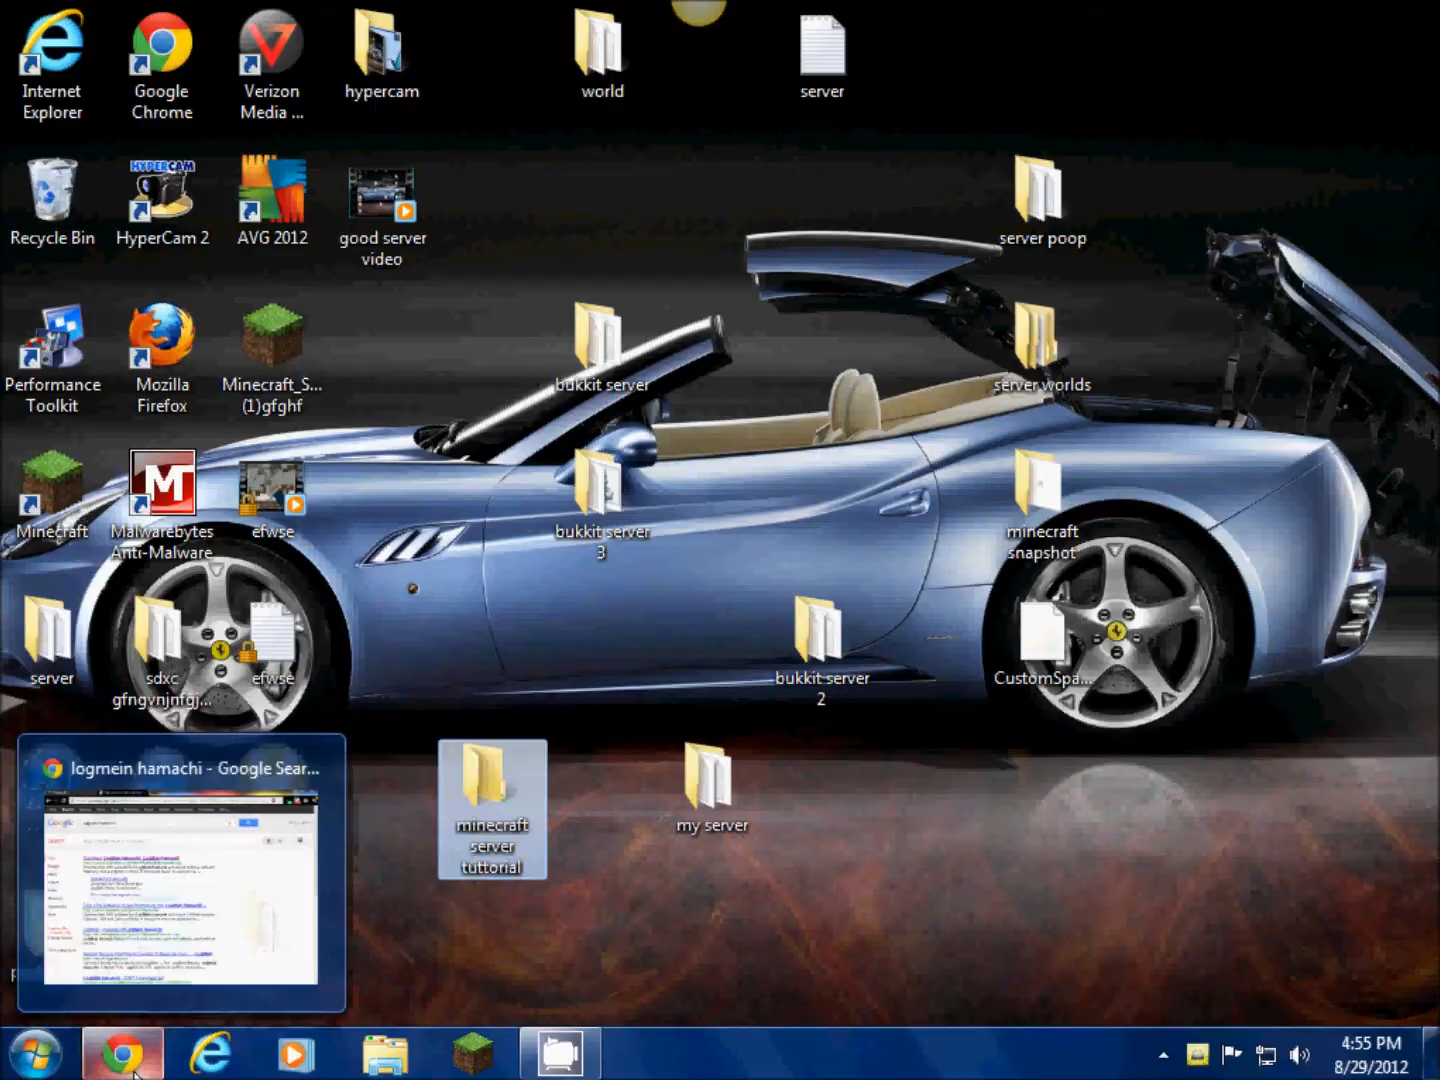 Internet
Explorer
Google
Chrome
Verizon
Media ...
hypercam
world
server
Recycle Bin
HYPERCAM
HyperCam 2
AVG 2012
good server
video
server poop
Performance
Toolkit
Mozilla
Firefox
Minecraft_S...
(1)gfghf
bukkit server
server worlds
Minecraft
M
Malwarebytes
Anti-Malware
efwse
bukkit server
3
minecraft
snapshot
server
sdxc
gfngvnjnfgj...
efwse
bukkit server
2
CustomSpa...
logmein hamachi - Google Sear...
Google
minecraft
server
tuttorial
my server
4:55 PM
8/29/2012